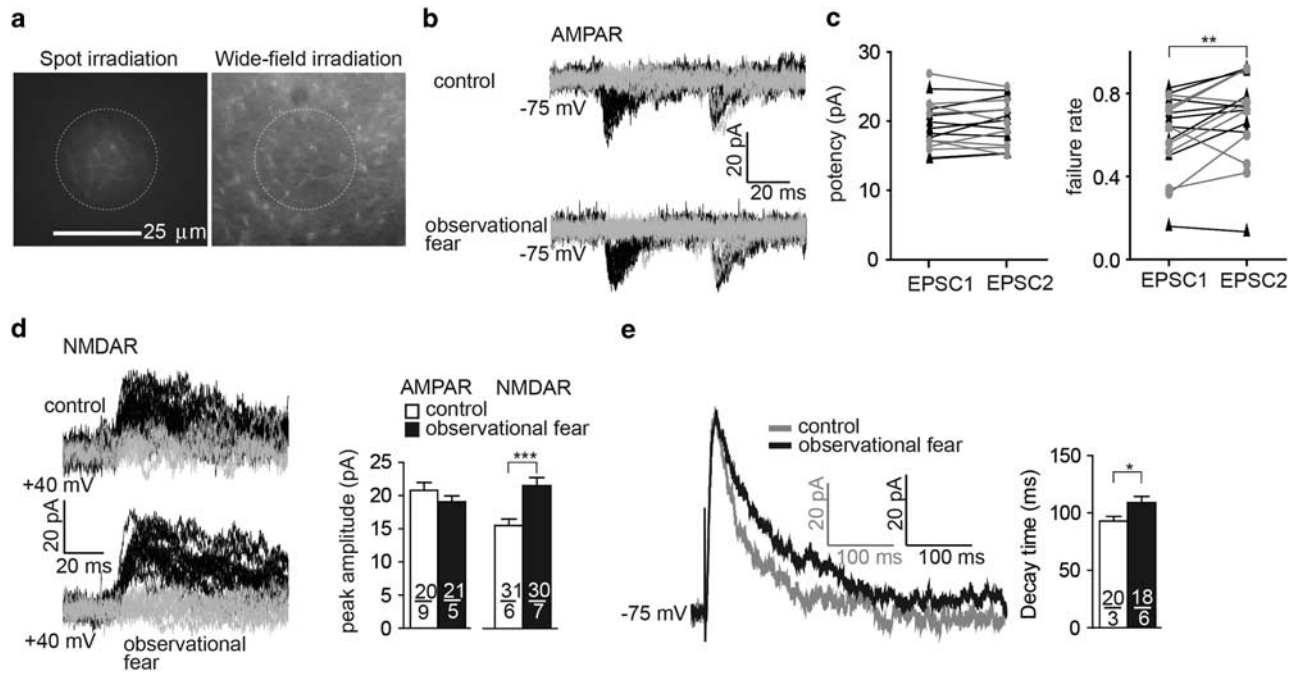 a
Spot irradiation
Wide-field irradiation
25 μm
b
AMPAR
control
-75 mV
20 pA
20 ms
observational
fear
-75 mV
c
30
20
10
0
potency (pA)
EPSC1 EPSC2
**
0.8
0.4
0.0
failure rate
EPSC1 EPSC2
d
NMDAR
control
+40 mV
20 pA
20 ms
+40 mV
observational
fear
AMPAR NMDAR
control
observational fear
25
20
15
10
5
0
peak amplitude (pA)
***
20 21 31 30
9 5 6 7
e
control
observational fear
20 pA
100 ms
20 pA
100 ms
-75 mV
150
100
50
0
Decay time (ms)
*
20 18
3 6